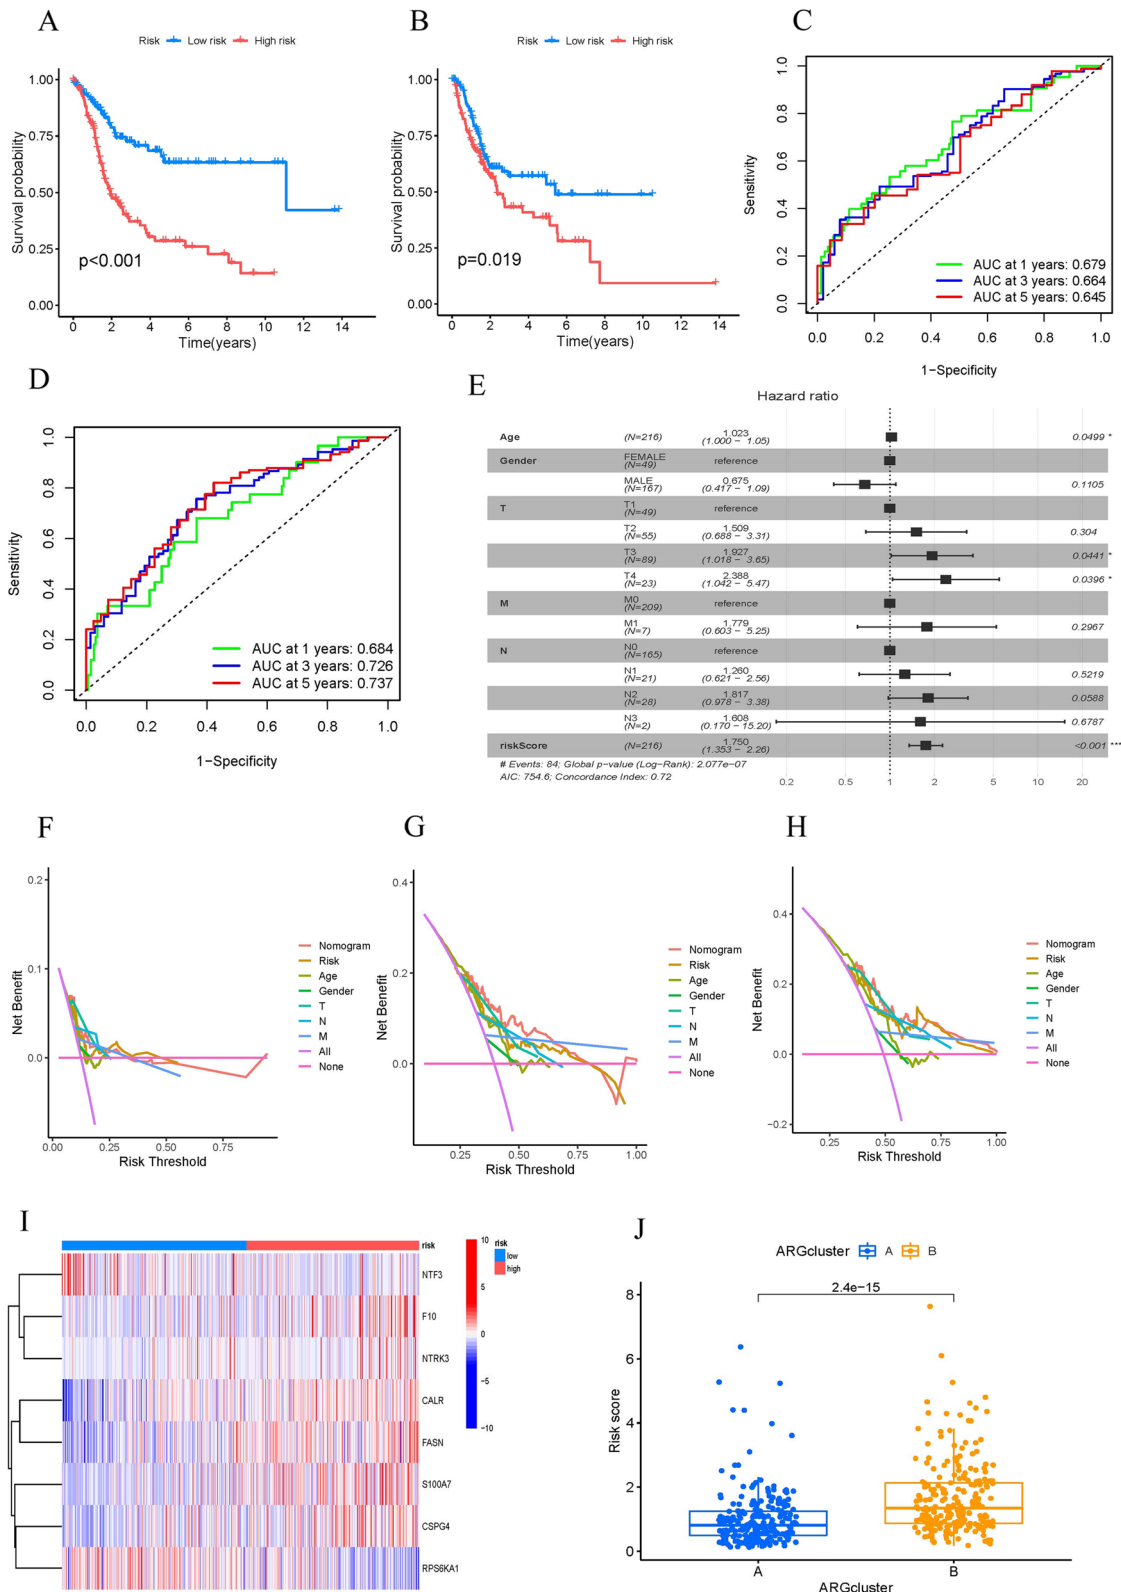 A
Risk Low risk High risk
Survival probability
1.00
0.75
0.50
0.25
0.00
p<0.001
0 2 4 6 8 10 12 14
Time(years)
B
Risk Low risk High risk
Survival probability
1.00
0.75
0.50
0.25
0.00
p=0.019
0 2 4 6 8 10 12 14
Time(years)
C
Sensitivity
1.0
0.8
0.6
0.4
0.2
0.0
AUC at 1 years: 0.679
AUC at 3 years: 0.664
AUC at 5 years: 0.645
0.0 0.2 0.4 0.6 0.8 1.0
1−Specificity
D
Sensitivity
1.0
0.8
0.6
0.4
0.2
0.0
AUC at 1 years: 0.684
AUC at 3 years: 0.726
AUC at 5 years: 0.737
0.0 0.2 0.4 0.6 0.8 1.0
1−Specificity
E
Hazard ratio
Age (N=216) 1.023 (1.000 − 1.05) 0.0499 *
Gender FEMALE (N=49) reference
MALE (N=167) 0.675 (0.417 − 1.09) 0.1105
T T1 (N=49) reference
T2 (N=55) 1.509 (0.688 − 3.31) 0.304
T3 (N=89) 1.927 (1.018 − 3.65) 0.0441 *
T4 (N=23) 2.388 (1.042 − 5.47) 0.0396 *
M M0 (N=209) reference
M1 (N=7) 1.779 (0.603 − 5.25) 0.2967
N N0 (N=165) reference
N1 (N=21) 1.260 (0.621 − 2.56) 0.5219
N2 (N=28) 1.817 (0.978 − 3.38) 0.0588
N3 (N=2) 1.608 (0.170 − 15.20) 0.6787
riskScore (N=216) 1.750 (1.353 − 2.26) <0.001 ***
# Events: 84; Global p−value (Log−Rank): 2.077e−07
AIC: 754.6; Concordance Index: 0.72
0.2 0.5 1 2 5 10 20
F
Net Benefit
0.2
0.1
0.0
0.00 0.25 0.50 0.75
Risk Threshold
Nomogram
Risk
Age
Gender
T
N
M
All
None
G
Net Benefit
0.4
0.2
0.0
0.25 0.50 0.75 1.00
Risk Threshold
Nomogram
Risk
Age
Gender
T
N
M
All
None
H
Net Benefit
0.4
0.2
0.0
−0.2
0.25 0.50 0.75 1.00
Risk Threshold
Nomogram
Risk
Age
Gender
T
N
M
All
None
I
risk
NTF3
F10
NTRK3
CALR
FASN
S100A7
CSPG4
RPS6KA1
10
5
0
−5
−10
risk
low
high
J
ARGcluster A B
2.4e−15
Risk score
8
6
4
2
0
A B
ARGcluster